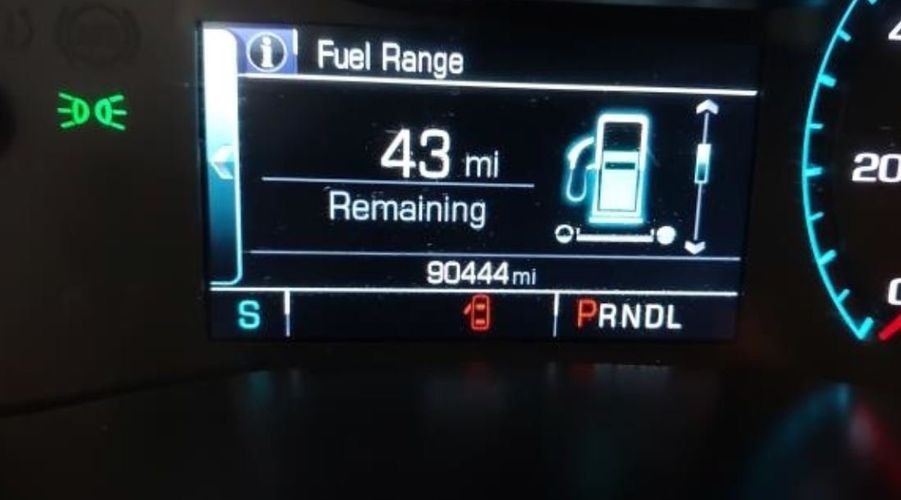 i Fuel Range
43 mi
Remaining
90444 mi
S PRNDL
20